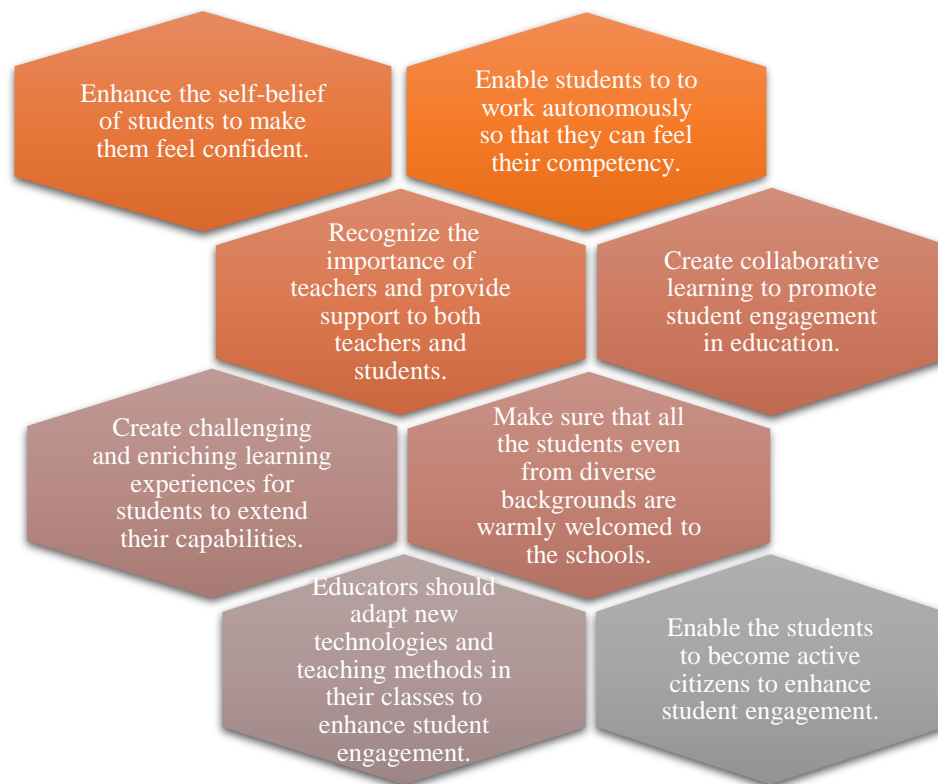 Enhance the self-belief
of students to make
them feel confident.
Enable students to to
work autonomously
so that they can feel
their competency.
Recognize the
importance of
teachers and provide
support to both
teachers and
students.
Create collaborative
learning to promote
student engagement
in education.
Create challenging
and enriching learning
experiences for
students to extend
their capabilities.
Make sure that all
the students even
from diverse
backgrounds are
warmly welcomed to
the schools.
Educators should
adapt new
technologies and
teaching methods in
their classes to
enhance student
engagement.
Enable the students
to become active
citizens to enhance
student engagement.